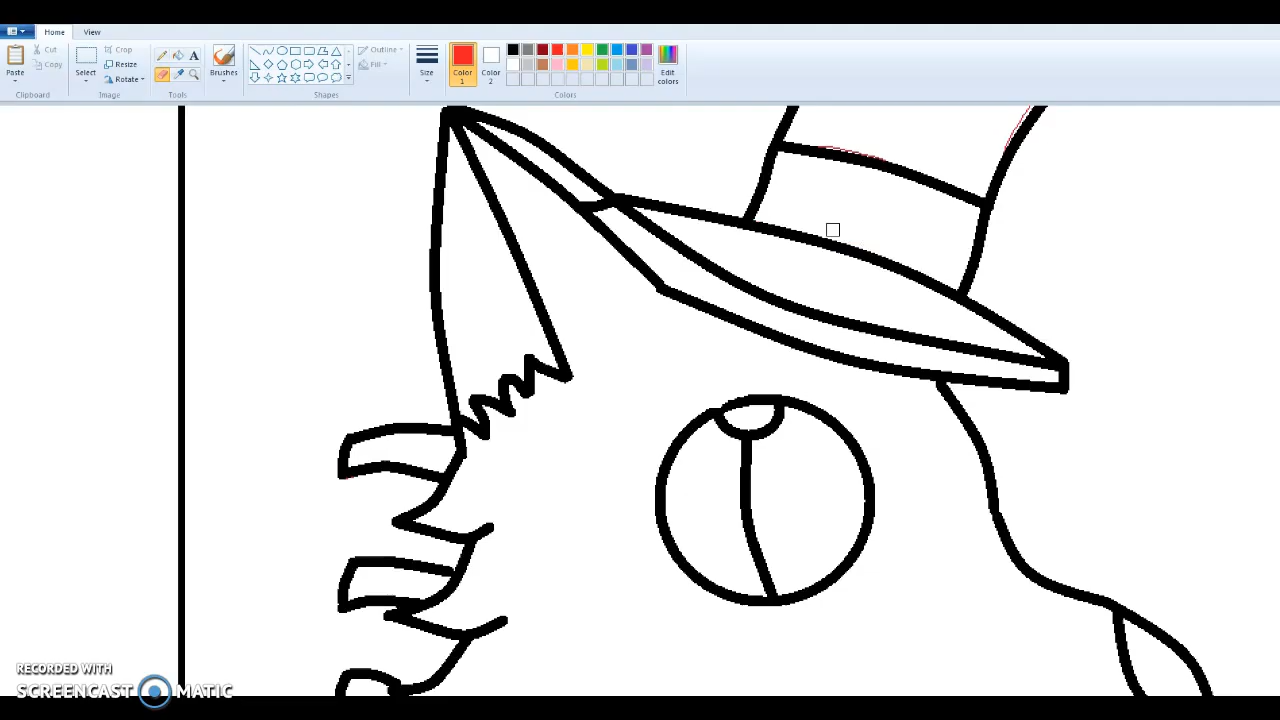 Home View
Cut
Copy
Paste
Clipboard
Select
Crop
Resize
Rotate
Image
A
Tools
Brushes
Outline
Fill
Shapes
Size
Color
1
Color
2
Edit
colors
Colors
RECORDED WITH
SCREENCAST MATIC